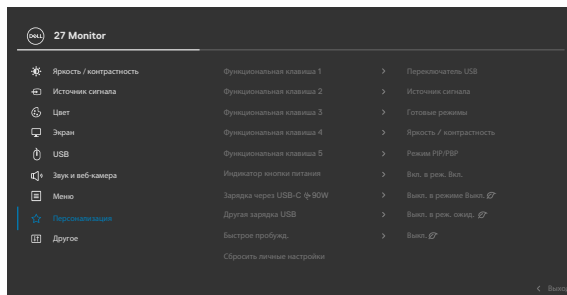 DELL 27 Monitor
Яркость / контрастность Функциональная клавиша 1 > Переключатель USB
Источник сигнала Функциональная клавиша 2 > Источник сигнала
Цвет Функциональная клавиша 3 > Готовые режимы
Экран Функциональная клавиша 4 > Яркость / контрастность
USB Функциональная клавиша 5 > Режим PIP/PBP
Звук и веб-камера Индикатор кнопки питания > Вкл. в реж. Вкл.
Меню Зарядка через USB-C 90W > Выкл. в режиме Выкл.
Персонализация Другая зарядка USB > Выкл. в реж. ожид.
Другое Быстрое пробужд. > Выкл.
Сбросить личные настройки
< Выход